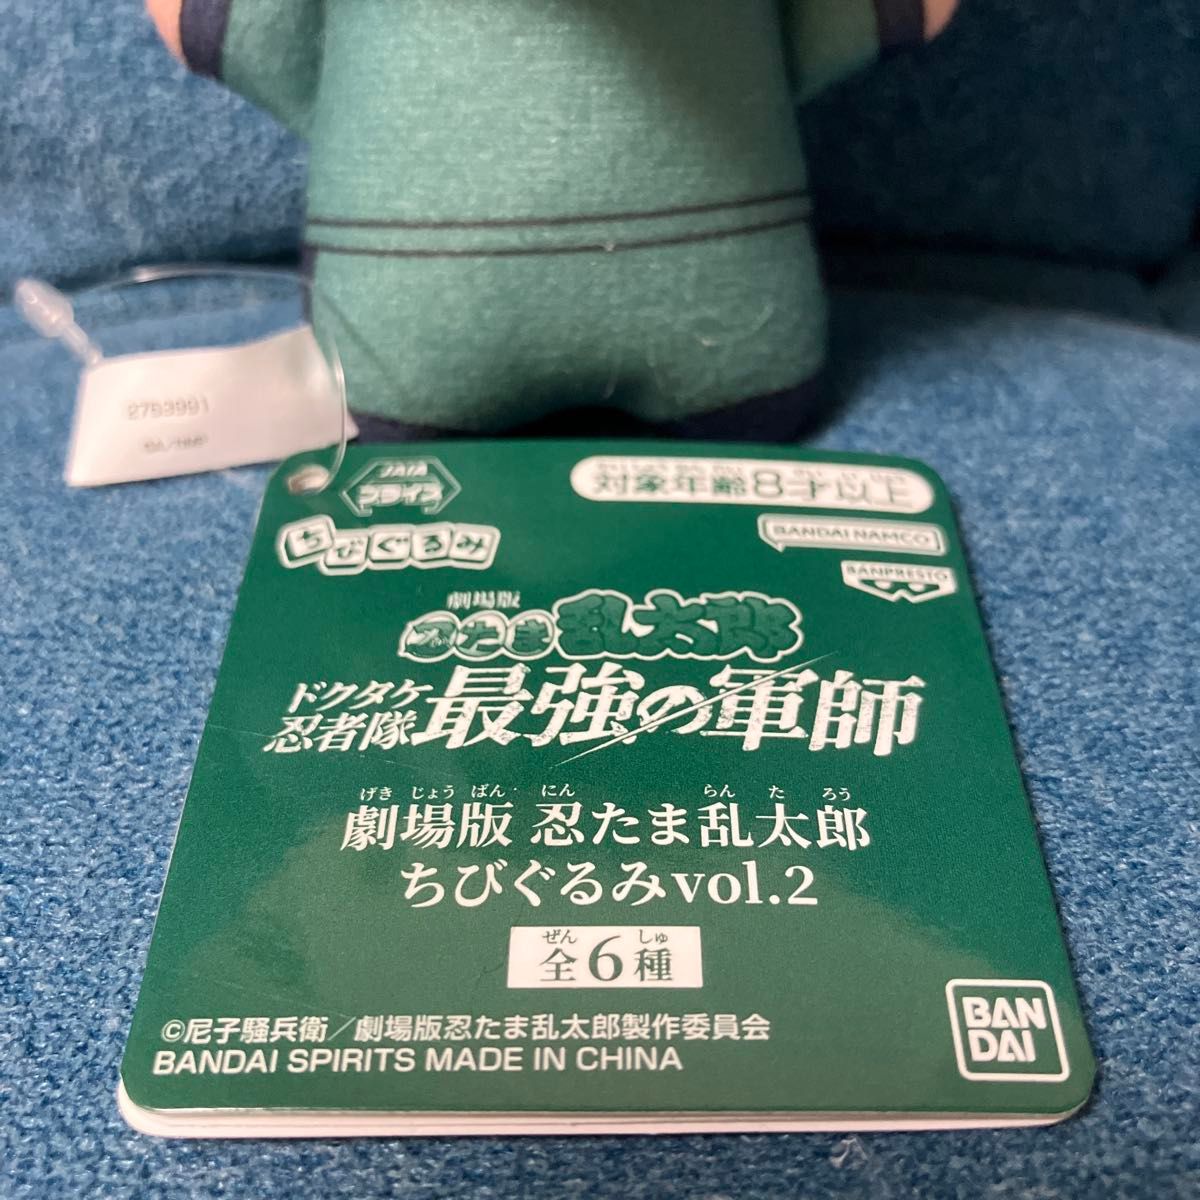 2753991
JAIA
プライズ
対象年齢8才以上
ちびぐるみ
BANDAI NAMCO
BANPRESTO
劇場版
忍たま乱太郎
ドクタケ
忍者隊最強の軍師
げきじょうばん にん らんたろう
劇場版 忍たま乱太郎
ちびぐるみvol.2
ぜん しゅ
全6種
©尼子騒兵衛/劇場版忍たま乱太郎製作委員会
BANDAI SPIRITS MADE IN CHINA
BAN
DAI